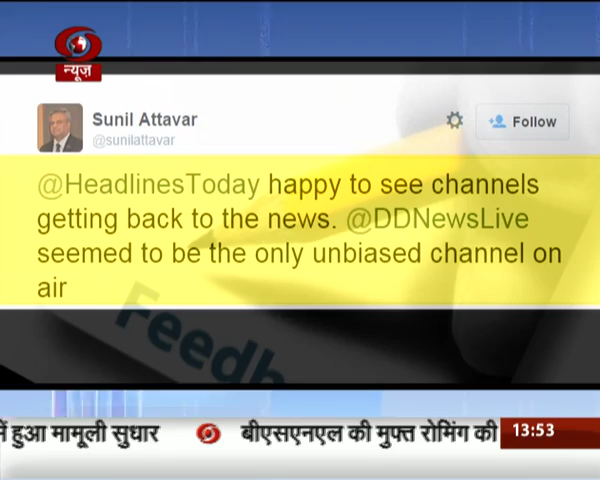 न्यूज़
Sunil Attavar
@sunilattavar
Follow
@HeadlinesToday happy to see channels
getting back to the news. @DDNewsLive
seemed to be the only unbiased channel on
air
Feedb
में हुआ मामूली सुधार बीएसएनएल की मुफ्त रोमिंग की 13:53